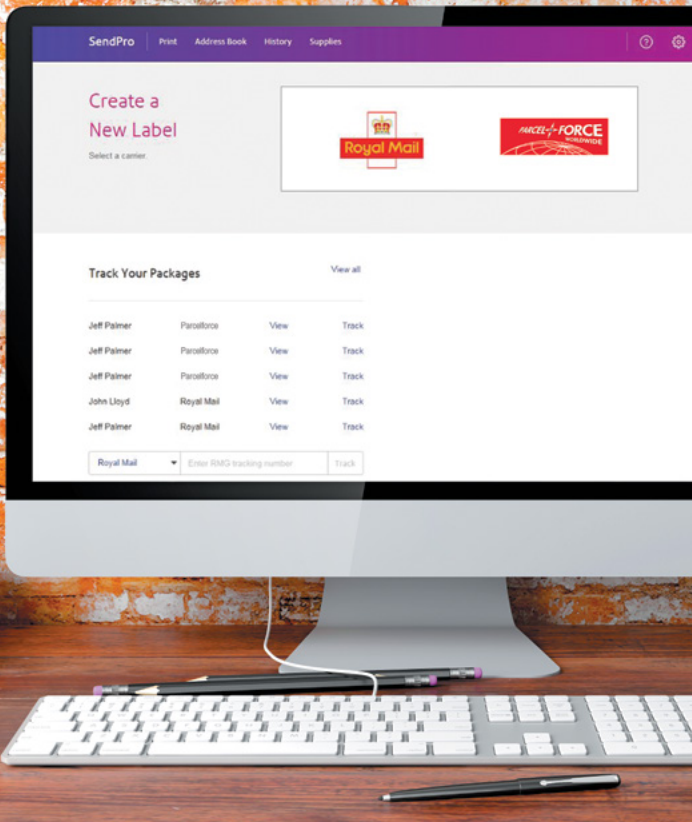 SendPro Print Address Book History Supplies
Create a
New Label
Select a carrier.
Royal Mail
PARCEL FORCE
WORLDWIDE
Track Your Packages View all
Jeff Palmer Parcelforce View Track
Jeff Palmer Parcelforce View Track
Jeff Palmer Parcelforce View Track
John Lloyd Royal Mail View Track
Jeff Palmer Royal Mail View Track
Royal Mail Enter RMG tracking number Track